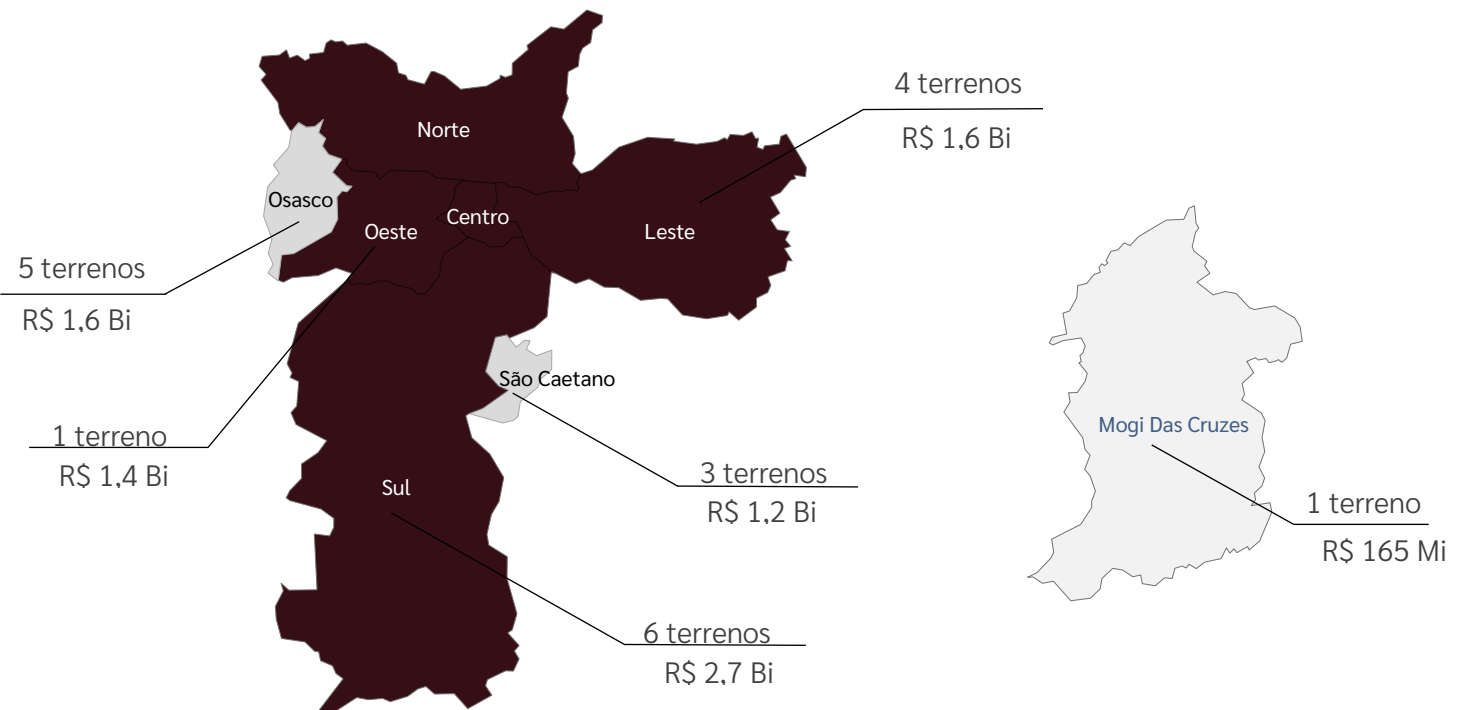 4 terrenos
R$ 1,6 Bi
Norte
Osasco
Oeste
Centro
Leste
5 terrenos
R$ 1,6 Bi
São Caetano
1 terreno
R$ 1,4 Bi
Sul
3 terrenos
R$ 1,2 Bi
6 terrenos
R$ 2,7 Bi
Mogi Das Cruzes
1 terreno
R$ 165 Mi